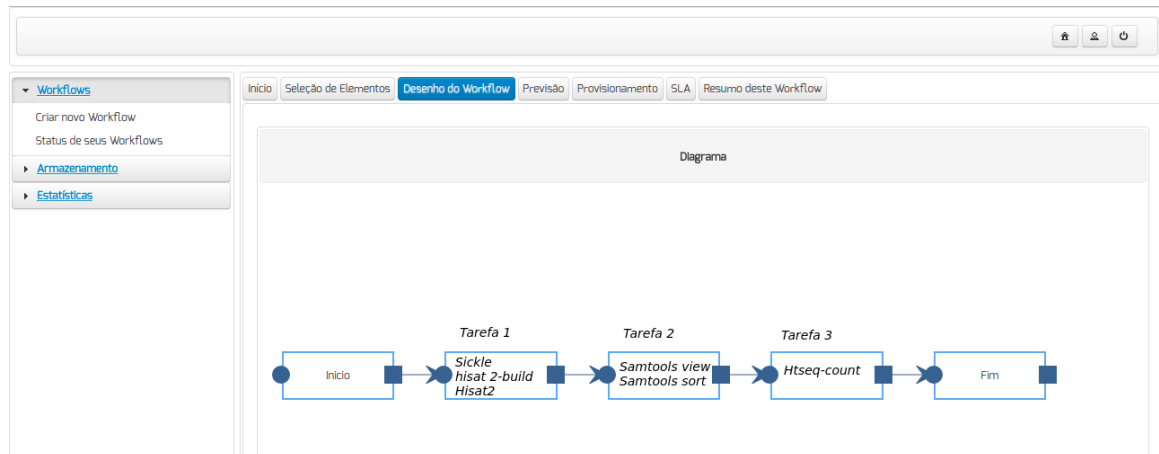 Workflows
Criar novo Workflow
Status de seus Workflows
Armazenamento
Estatísticas
Início Seleção de Elementos Desenho do Workflow Previsão Provisionamento SLA Resumo deste Workflow
Diagrama
Tarefa 1 Tarefa 2 Tarefa 3
Inicio
Sickle
hisat 2-build
Hisat2
Samtools view
Samtools sort
Htseq-count
Fim